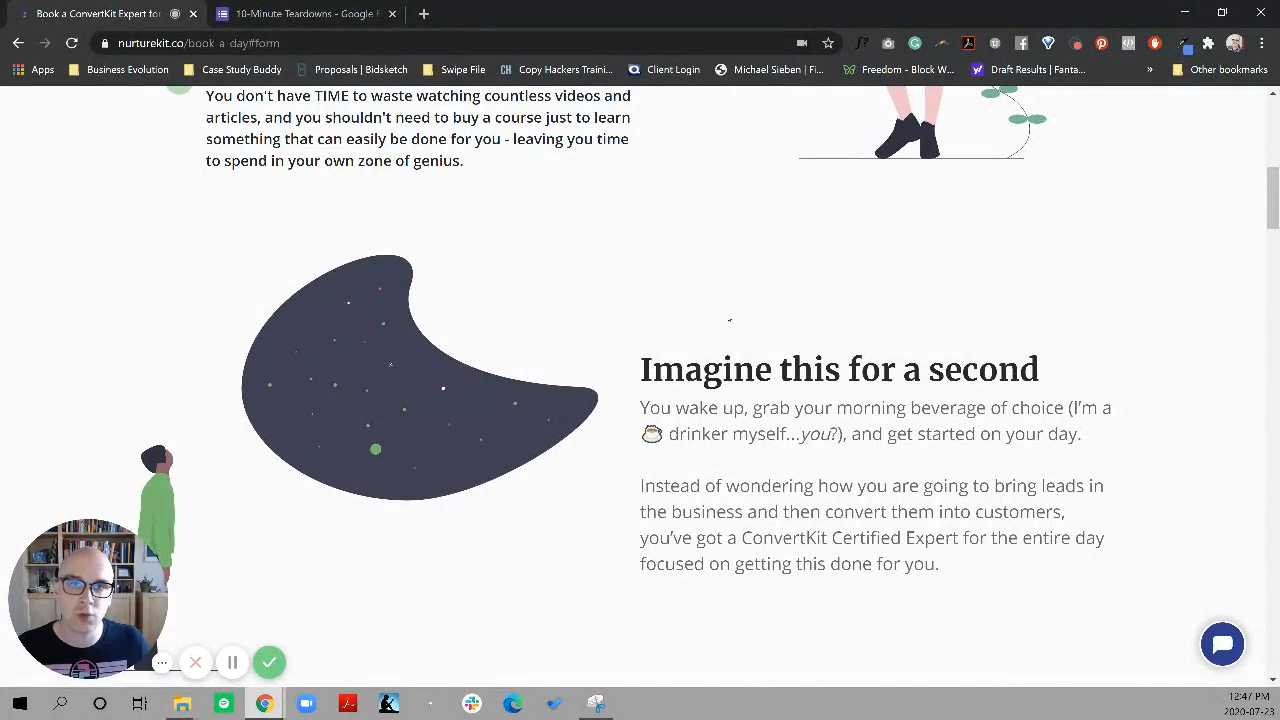 Book a ConvertKit Expert for
10-Minute Teardowns - Google F
nurturekit.co/book-a-day#form
Apps
Business Evolution
Case Study Buddy
Proposals | Bidsketch
Swipe File
Copy Hackers Traini...
Client Login
Michael Sieben | Fi...
Freedom - Block W...
Draft Results | Fanta...
Other bookmarks
You don't have TIME to waste watching countless videos and
articles, and you shouldn't need to buy a course just to learn
something that can easily be done for you - leaving you time
to spend in your own zone of genius.
Imagine this for a second
You wake up, grab your morning beverage of choice (I'm a
☕ drinker myself...you?), and get started on your day.
Instead of wondering how you are going to bring leads in
the business and then convert them into customers,
you've got a ConvertKit Certified Expert for the entire day
focused on getting this done for you.
12:47 PM
2020-07-23